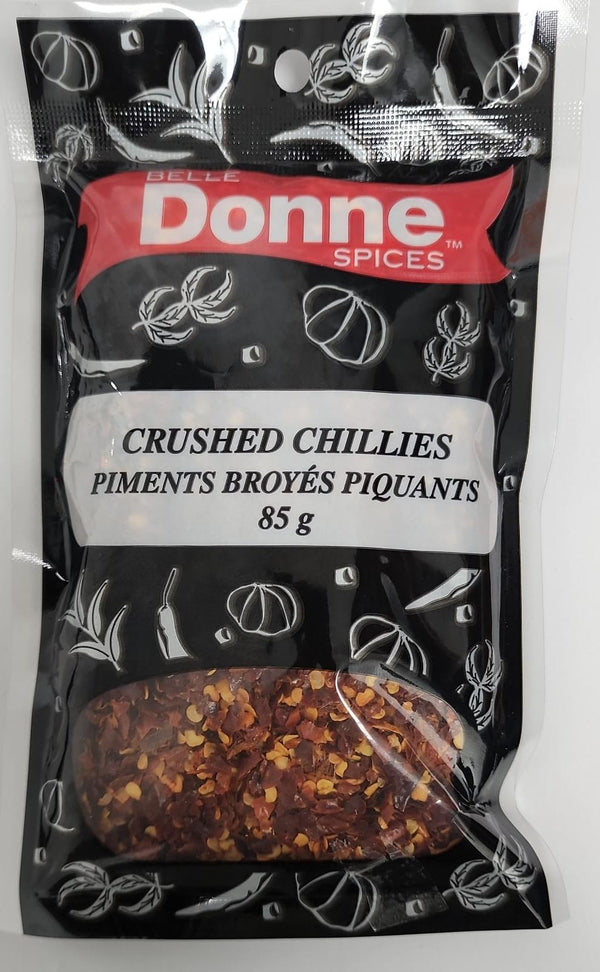 BELLE
Donne
SPICES™
CRUSHED CHILLIES
PIMENTS BROYÉS PIQUANTS
85 g